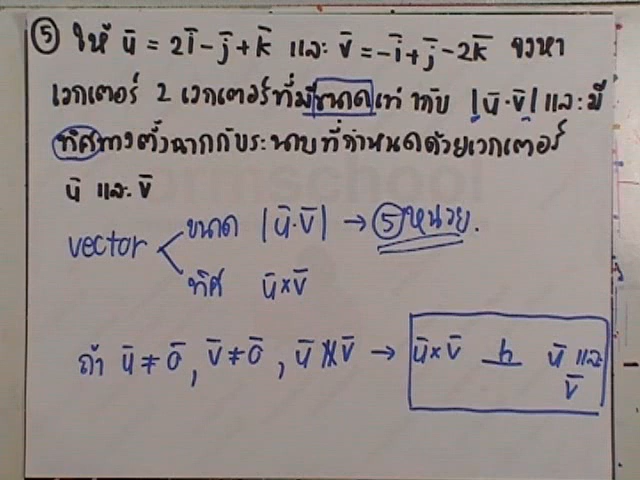 ⑤ ให้ ū = 2ī - j̄ + k̄ และ v̄ = -ī + j̄ - 2k̄ จงหา
เวกเตอร์ 2 เวกเตอร์ที่มีขนาดเท่ากับ |ū·v̄| และมี
ทิศทางตั้งฉากกับระนาบที่กำหนดด้วยเวกเตอร์
ū และ v̄
vector
ขนาด |ū·v̄| → ⑤ หน่วย.
ทิศ ū×v̄
ถ้า ū ≠ ō, v̄ ≠ ō, ū ∦ v̄ → ū×v̄ ⊥ ū และ
v̄